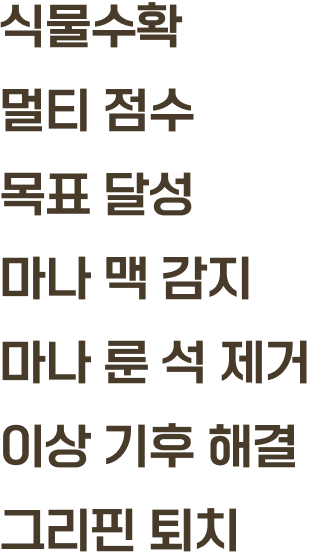 식물수확
멀티 점수
목표 달성
마나 맥 감지
마나 룬 석 제거
이상 기후 해결
그리핀 퇴치